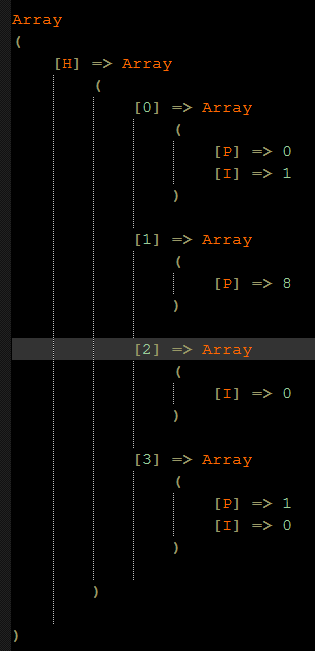 Array
(
[H] => Array
(
[0] => Array
(
[P] => 0
[I] => 1
)
[1] => Array
(
[P] => 8
)
[2] => Array
(
[I] => 0
)
[3] => Array
(
[P] => 1
[I] => 0
)
)
)